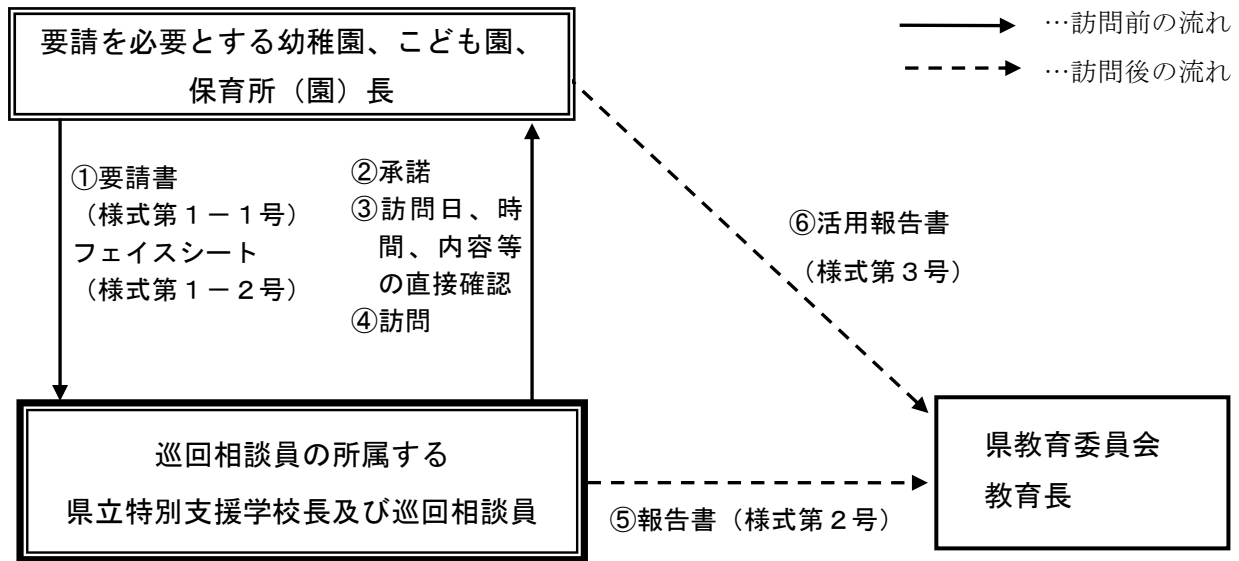 要請を必要とする幼稚園、こども園、
保育所（園）長
…訪問前の流れ
…訪問後の流れ
①要請書
（様式第１－１号）
フェイスシート
（様式第１－２号）
②承諾
③訪問日、時
間、内容等
の直接確認
④訪問
⑥活用報告書
（様式第３号）
巡回相談員の所属する
県立特別支援学校長及び巡回相談員
⑤報告書（様式第２号）
県教育委員会
教育長